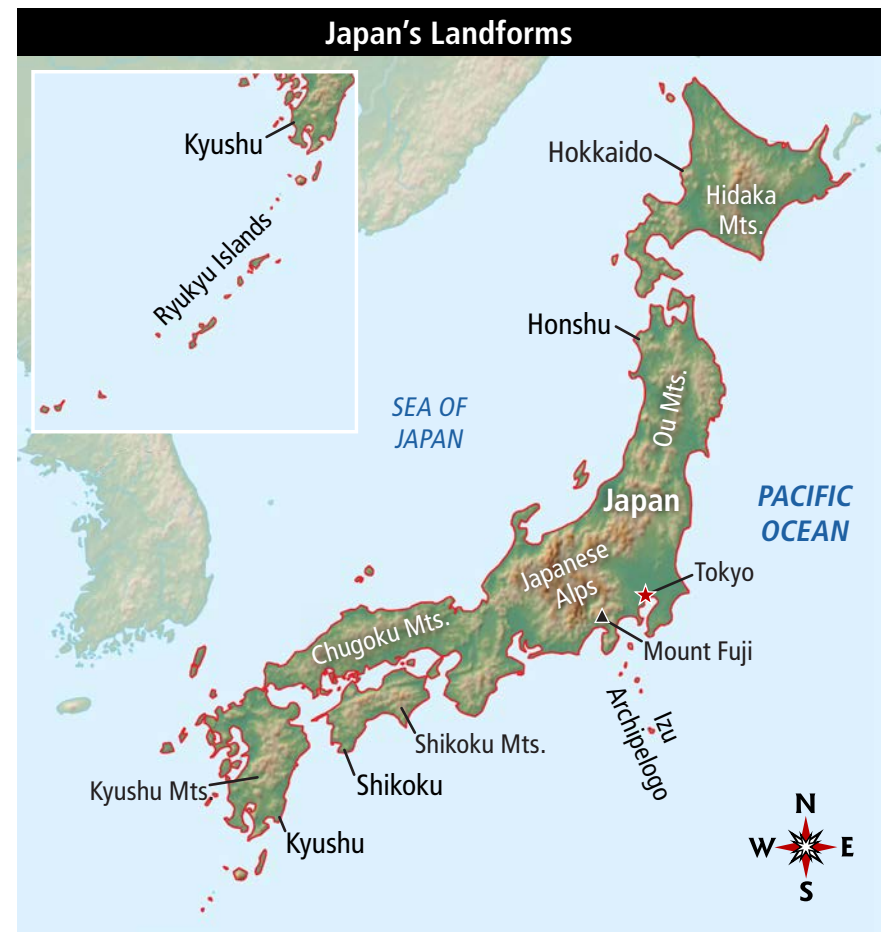 Japan's Landforms
Kyushu
Ryukyu Islands
Hokkaido
Hidaka
Mts.
Honshu
Ou Mts.
SEA OF
JAPAN
Japan
PACIFIC
OCEAN
Japanese
Alps
Tokyo
Chugoku Mts.
Mount Fuji
Izu
Archipelogo
Shikoku Mts.
Shikoku
Kyushu Mts.
Kyushu
N
W
E
S